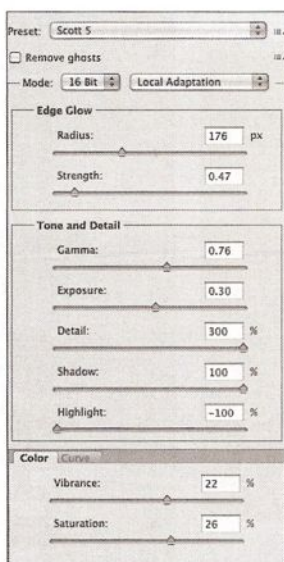 Preset: Scott 5
Remove ghosts
Mode: 16 Bit Local Adaptation
Edge Glow
Radius: 176 px
Strength: 0.47
Tone and Detail
Gamma: 0.76
Exposure: 0.30
Detail: 300 %
Shadow: 100 %
Highlight: -100 %
Color Curve
Vibrance: 22 %
Saturation: 26 %